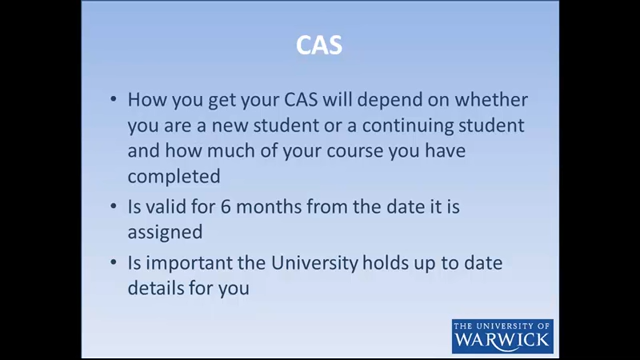 CAS
• How you get your CAS will depend on whether
you are a new student or a continuing student
and how much of your course you have
completed
• Is valid for 6 months from the date it is
assigned
• Is important the University holds up to date
details for you
THE UNIVERSITY OF
WARWICK